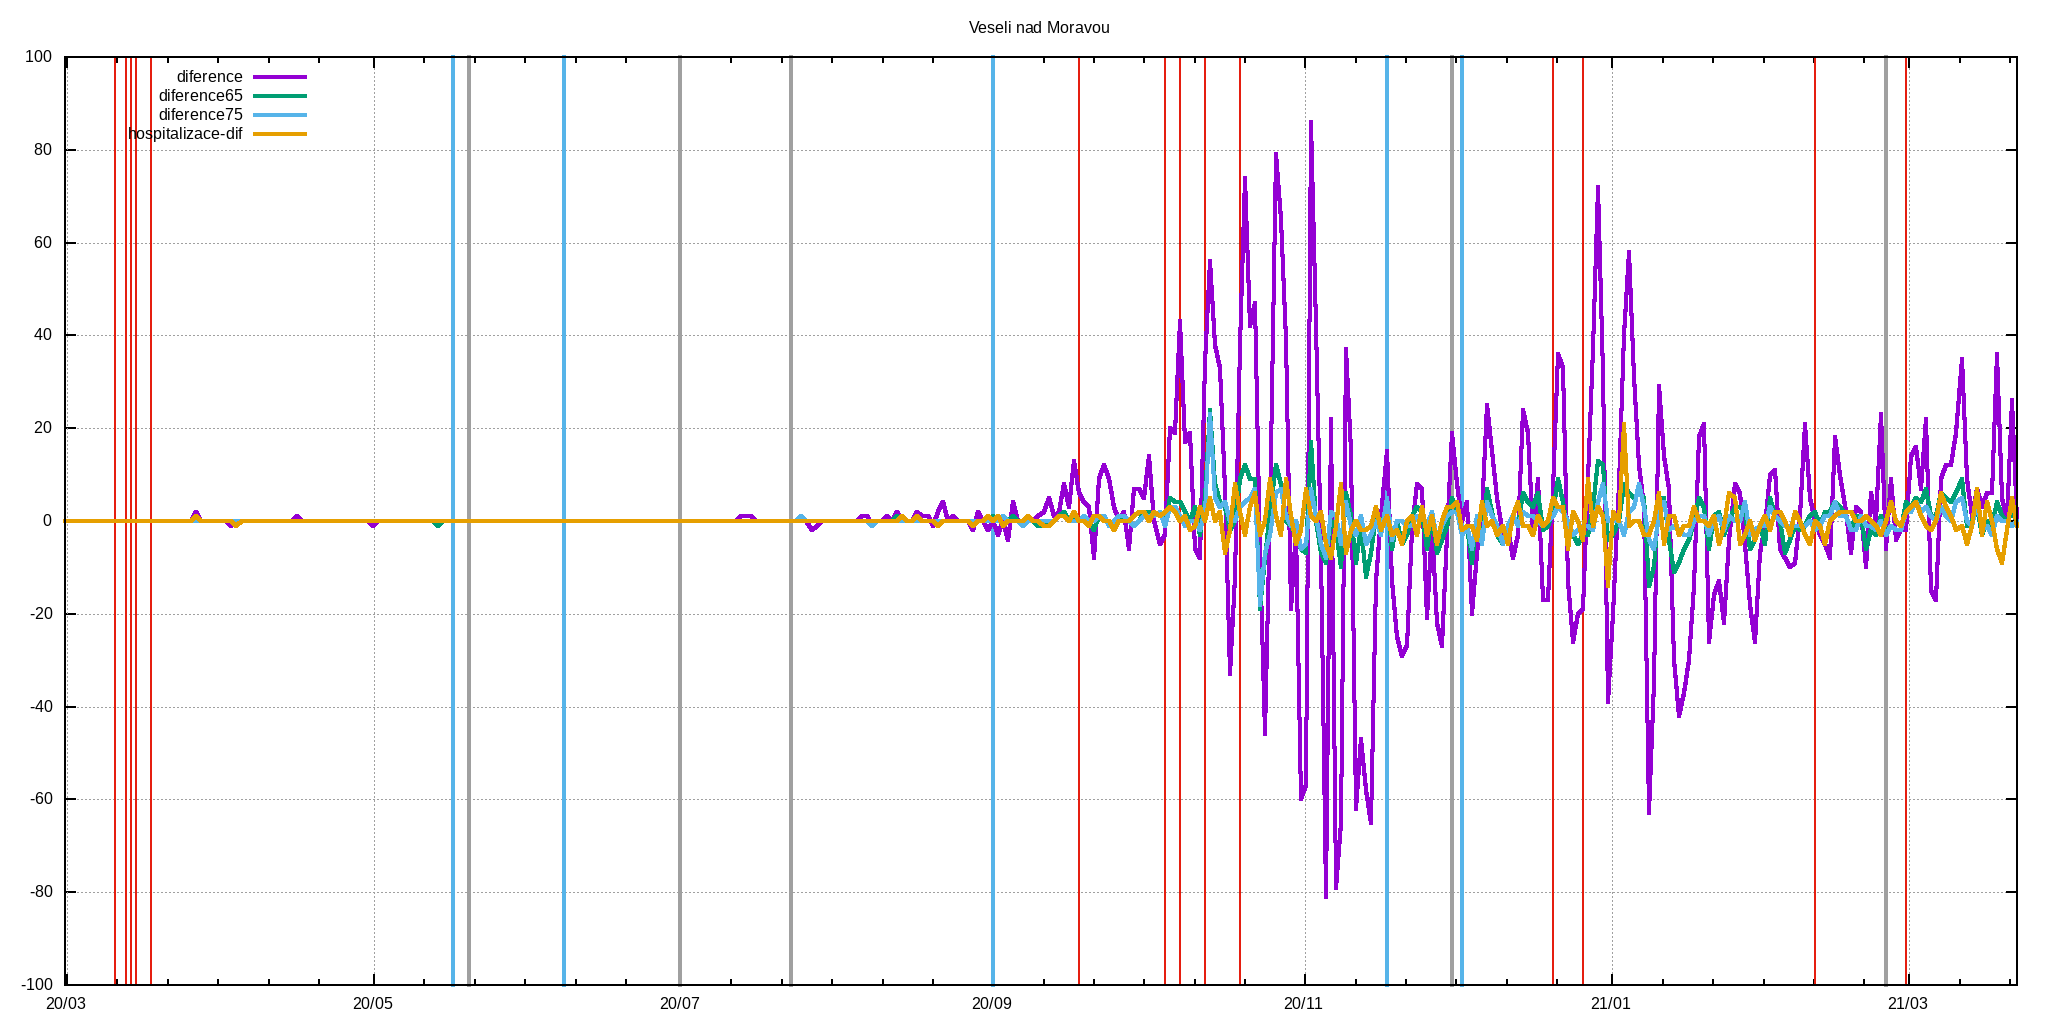 Veseli nad Moravou
100
80
60
40
20
0
-20
-40
-60
-80
-100
diference
diference65
diference75
hospitalizace-dif
20/03 20/05 20/07 20/09 20/11 21/01 21/03